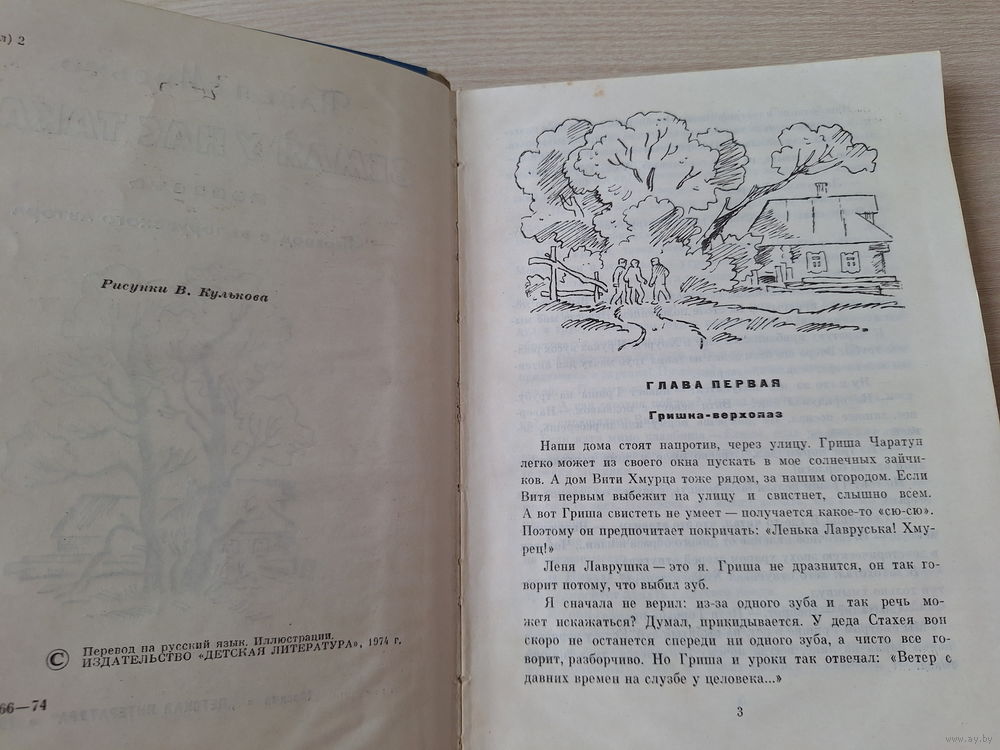 л) 2
Рисунки В. Кулькова
© Перевод на русский язык. Иллюстрации.
ИЗДАТЕЛЬСТВО «ДЕТСКАЯ ЛИТЕРАТУРА», 1974 г.
66—74
ГЛАВА ПЕРВАЯ
Гришка-верхолаз
Наши дома стоят напротив, через улицу. Гриша Чаратун
легко может из своего окна пускать в мое солнечных зайчи-
ков. А дом Вити Хмурца тоже рядом, за нашим огородом. Если
Витя первым выбежит на улицу и свистнет, слышно всем.
А вот Гриша свистеть не умеет — получается какое-то «сю-сю».
Поэтому он предпочитает покричать: «Ленька Лавруська! Хму-
рец!»
Леня Лаврушка — это я. Гриша не дразнится, он так го-
ворит потому, что выбил зуб.
Я сначала не верил: из-за одного зуба и так речь мо-
жет искажаться? Думал, прикидывается. У деда Стахея вон
скоро не останется спереди ни одного зуба, а чисто все го-
ворит, разборчиво. Но Гриша и уроки так отвечал: «Ветер с
давних времен на слузбе у целовека...»
3
www.ay.by